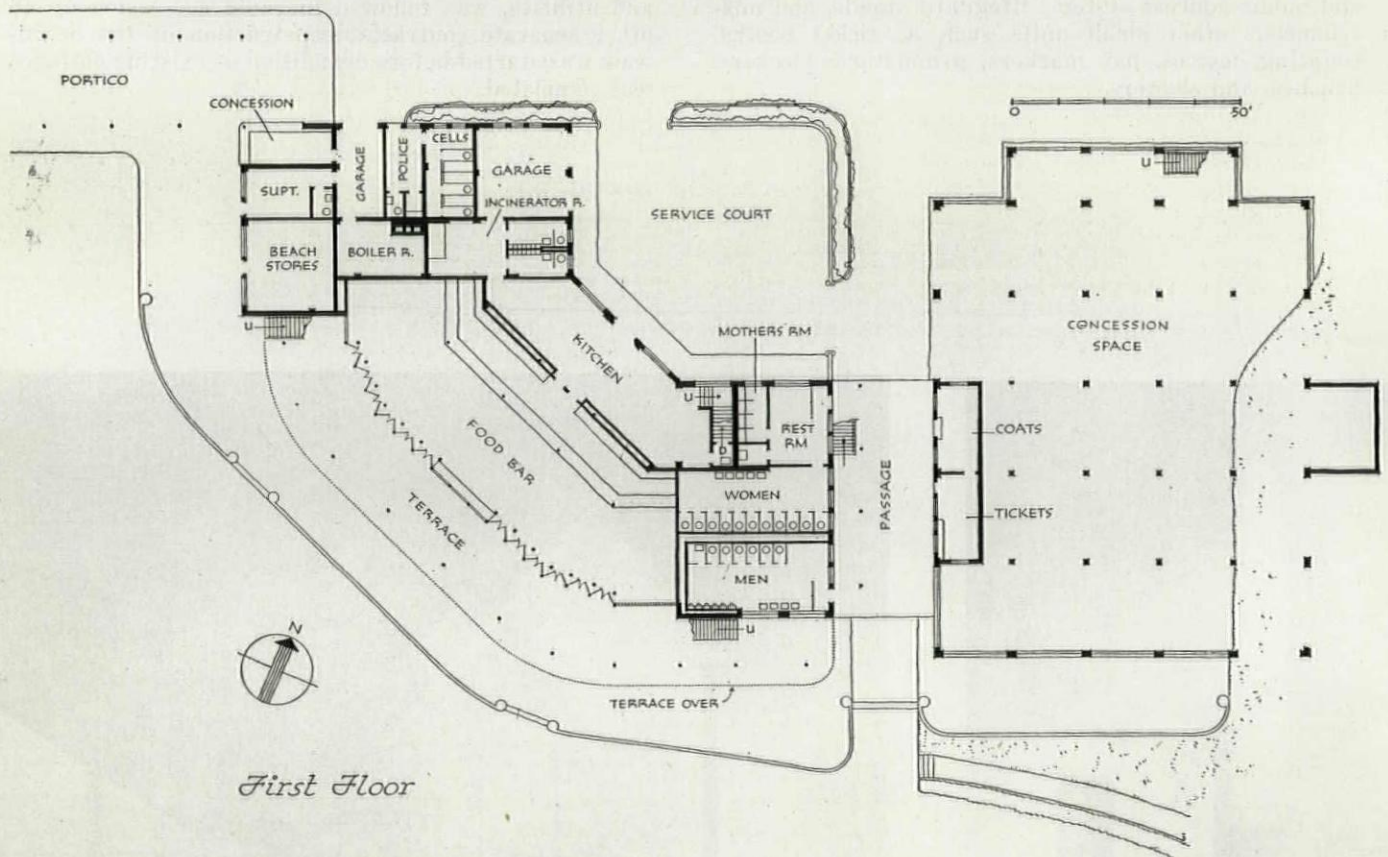 PORTICO
CONCESSION
0 50'
CELLS
POLICE
GARAGE
GARAGE
U
SUPT.
INCINERATOR R.
SERVICE COURT
BEACH
STORES
BOILER R.
U
MOTHERS RM
CONCESSION
SPACE
KITCHEN
U
REST
RM
COATS
FOOD BAR
D
WOMEN
PASSAGE
TERRACE
TICKETS
MEN
U
N
TERRACE OVER
First Floor